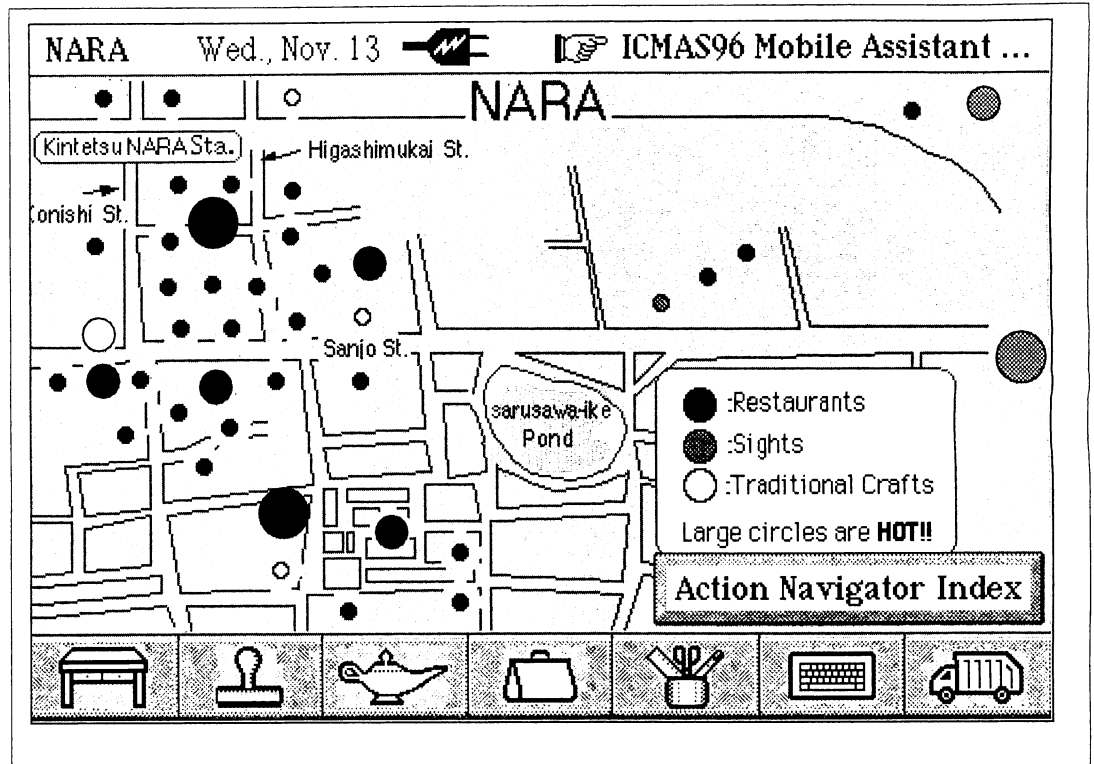 NARA Wed., Nov. 13 ICMAS96 Mobile Assistant ...
NARA
Kintetsu NARA Sta.
Higashimukai St.
onishi St.
Sanjo St.
sarusawa-ike
Pond
:Restaurants
:Sights
:Traditional Crafts
Large circles are HOT!!
Action Navigator Index